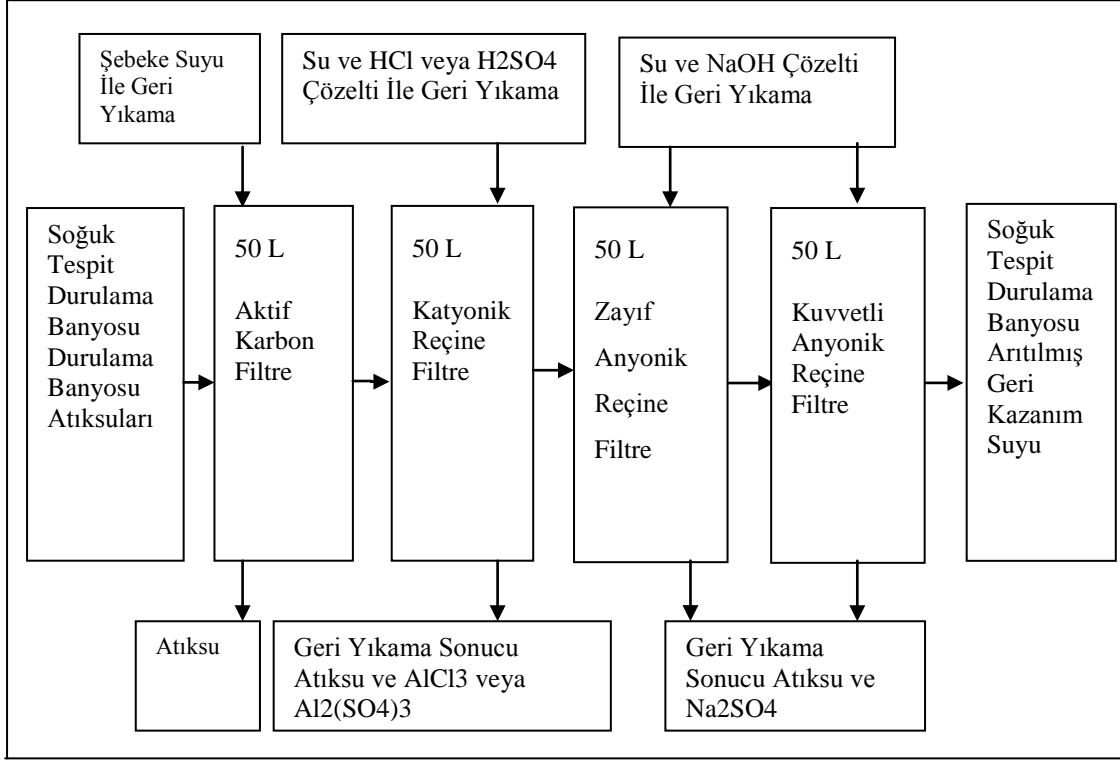 Şebeke Suyu
İle Geri
Yıkama
Su ve HCl veya H2SO4
Çözelti İle Geri Yıkama
Su ve NaOH Çözelti
İle Geri Yıkama
Soğuk
Tespit
Durulama
Banyosu
Durulama
Banyosu
Atıksuları
50 L
Aktif
Karbon
Filtre
50 L
Katyonik
Reçine
Filtre
50 L
Zayıf
Anyonik
Reçine
Filtre
50 L
Kuvvetli
Anyonik
Reçine
Filtre
Soğuk
Tespit
Durulama
Banyosu
Arıtılmış
Geri
Kazanım
Suyu
Atıksu
Geri Yıkama Sonucu
Atıksu ve AlCl3 veya
Al2(SO4)3
Geri Yıkama
Sonucu Atıksu ve
Na2SO4